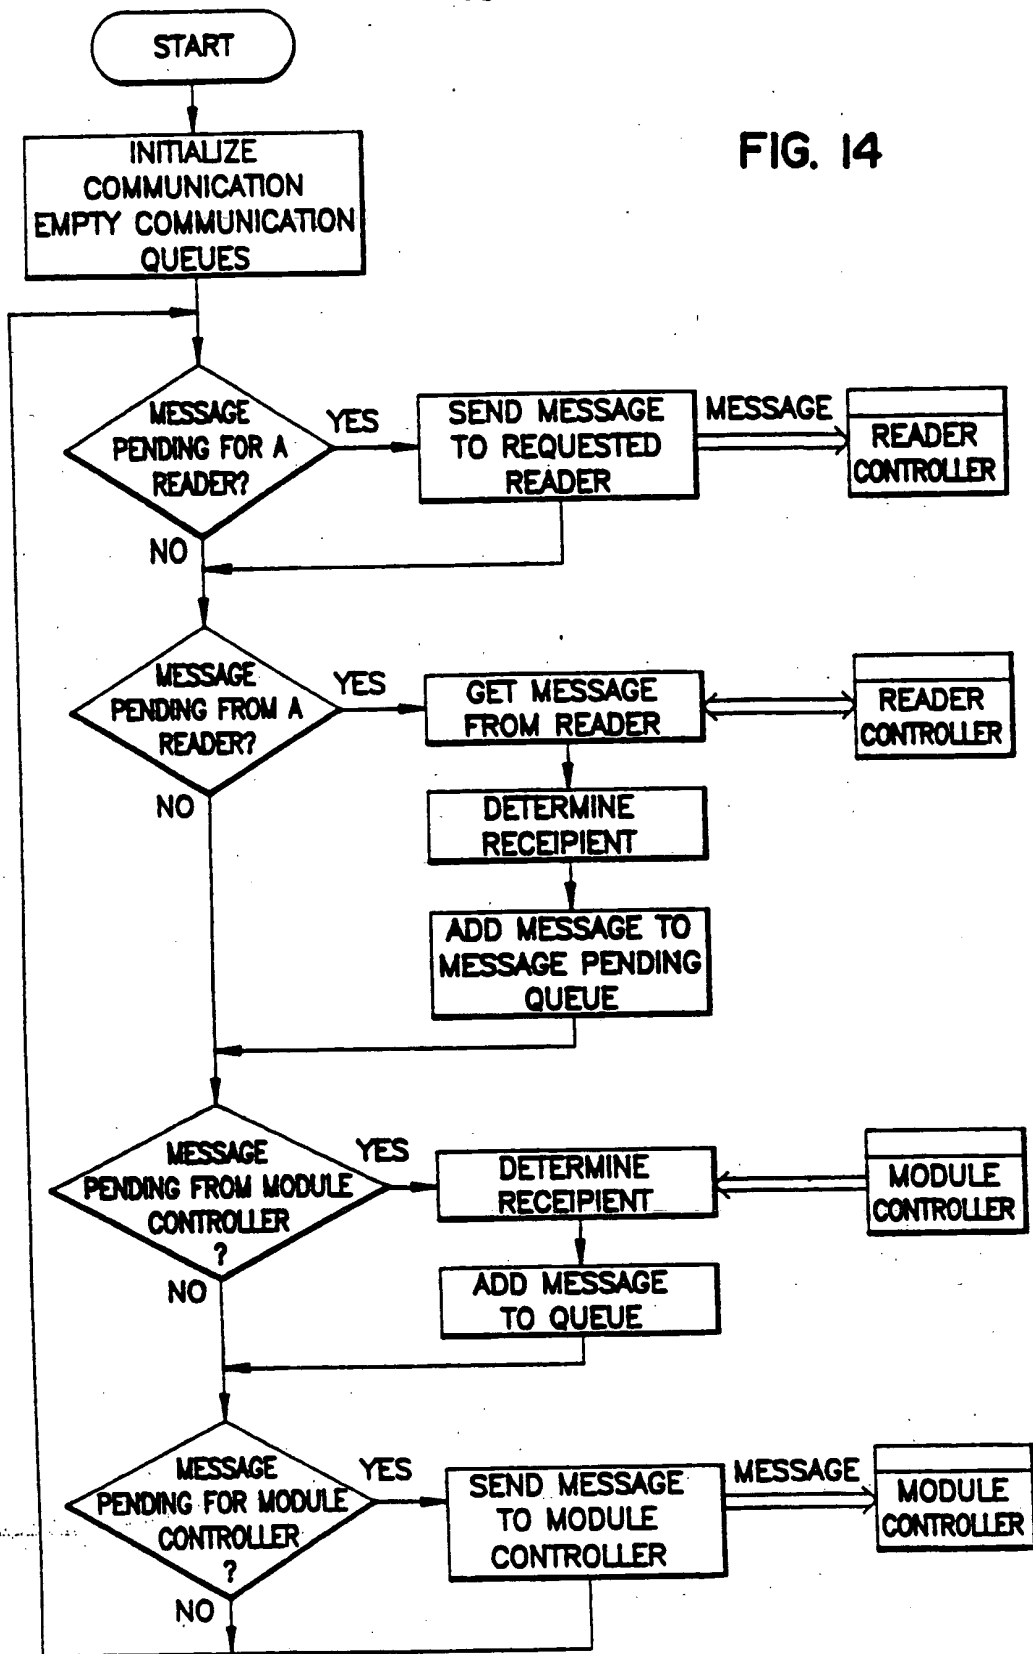 START
FIG. 14
INITIALIZE
COMMUNICATION
EMPTY COMMUNICATION
QUEUES
MESSAGE
PENDING FOR A
READER?
YES
NO
SEND MESSAGE
TO REQUESTED
READER
MESSAGE
READER
CONTROLLER
MESSAGE
PENDING FROM A
READER?
YES
NO
GET MESSAGE
FROM READER
READER
CONTROLLER
DETERMINE
RECEIPIENT
ADD MESSAGE TO
MESSAGE PENDING
QUEUE
MESSAGE
PENDING FROM MODULE
CONTROLLER
?
YES
NO
DETERMINE
RECEIPIENT
MODULE
CONTROLLER
ADD MESSAGE
TO QUEUE
MESSAGE
PENDING FOR MODULE
CONTROLLER
?
YES
NO
SEND MESSAGE
TO MODULE
CONTROLLER
MESSAGE
MODULE
CONTROLLER